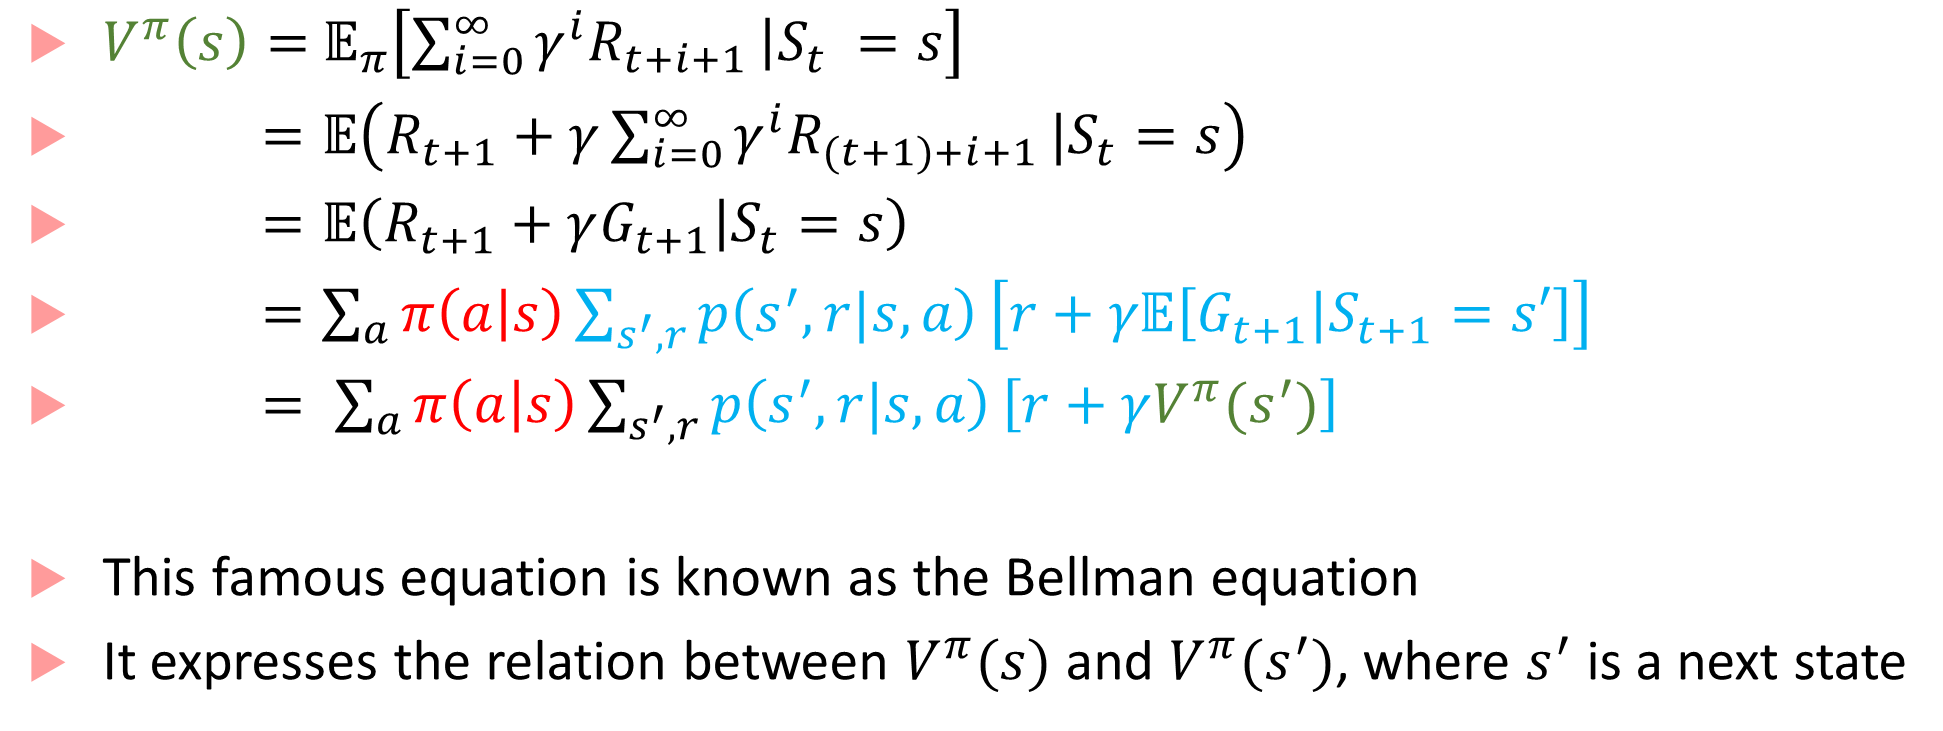 ▶ V^π(s) = 𝔼_π[∑_{i=0}^{∞} γ^i R_{t+i+1} |S_t = s]
▶ = 𝔼(R_{t+1} + γ ∑_{i=0}^{∞} γ^i R_{(t+1)+i+1} |S_t = s)
▶ = 𝔼(R_{t+1} + γG_{t+1}|S_t = s)
▶ = ∑_a π(a|s) ∑_{s′,r} p(s′, r|s, a) [r + γ𝔼[G_{t+1}|S_{t+1} = s′]]
▶ = ∑_a π(a|s) ∑_{s′,r} p(s′, r|s, a) [r + γV^π(s′)]
▶ This famous equation is known as the Bellman equation
▶ It expresses the relation between V^π(s) and V^π(s′), where s′ is a next state